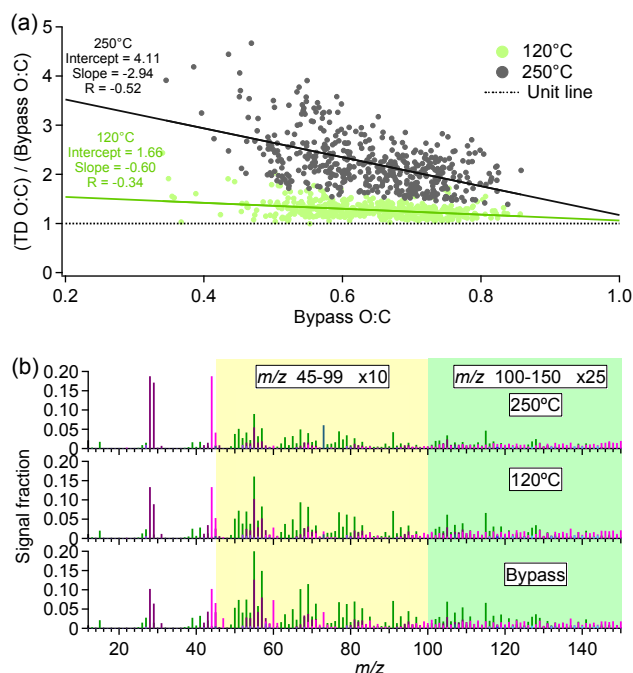 (a)
5
4
3
2
1
0
(TD O:C) / (Bypass O:C)
250°C
Intercept = 4.11
Slope = -2.94
R = -0.52
120°C
Intercept = 1.66
Slope = -0.60
R = -0.34
120°C
250°C
Unit line
0.2 0.4 0.6 0.8 1.0
Bypass O:C
(b)
Signal fraction
0.20
0.15
0.10
0.05
0
m/z 45-99 x10
m/z 100-150 x25
250ºC
0.20
0.15
0.10
0.05
0
120ºC
0.20
0.15
0.10
0.05
0
Bypass
20 40 60 80 100 120 140
m/z